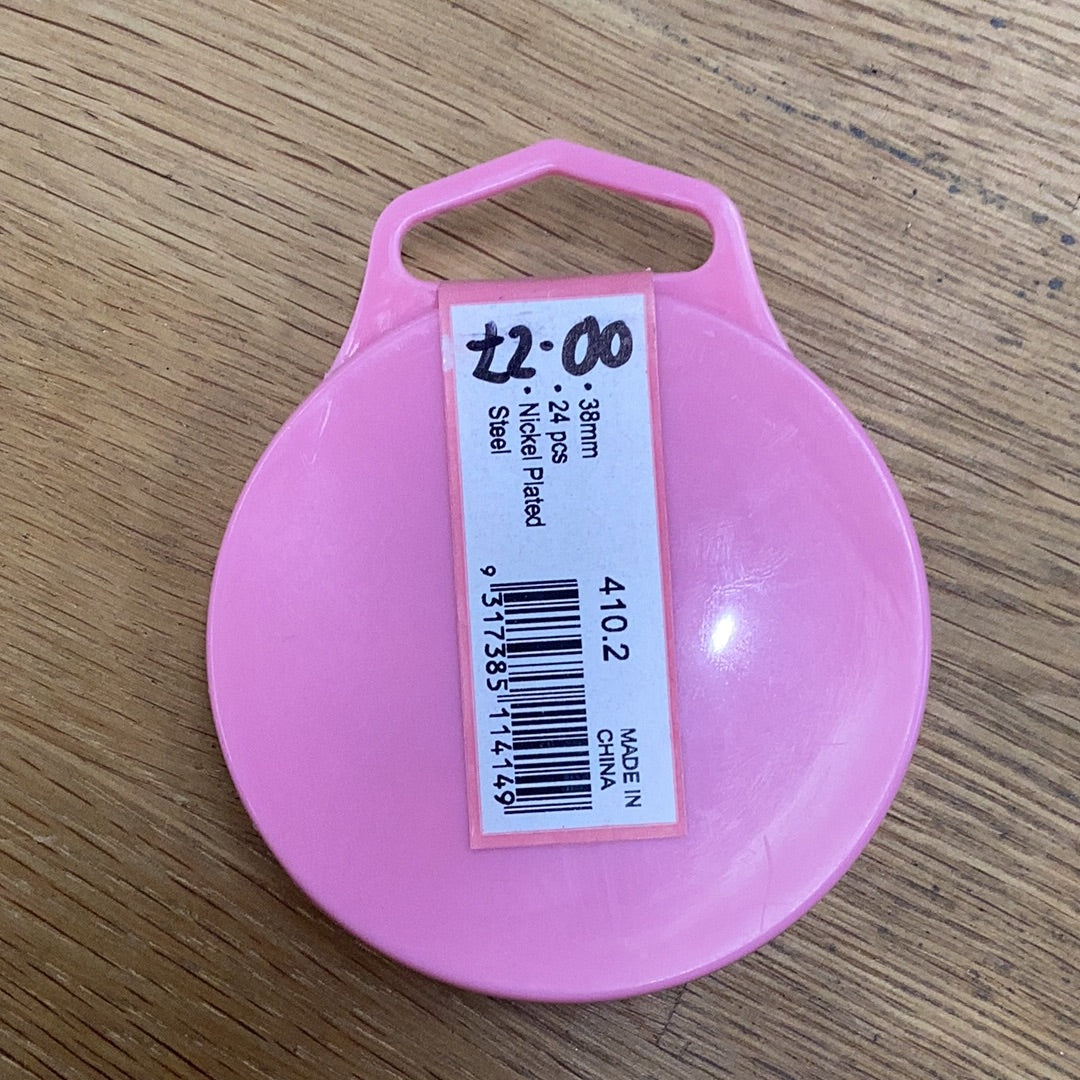 £2.00
• 38mm
• 24 pcs
• Nickel Plated
Steel
410.2
MADE IN
CHINA
9 317385 114149